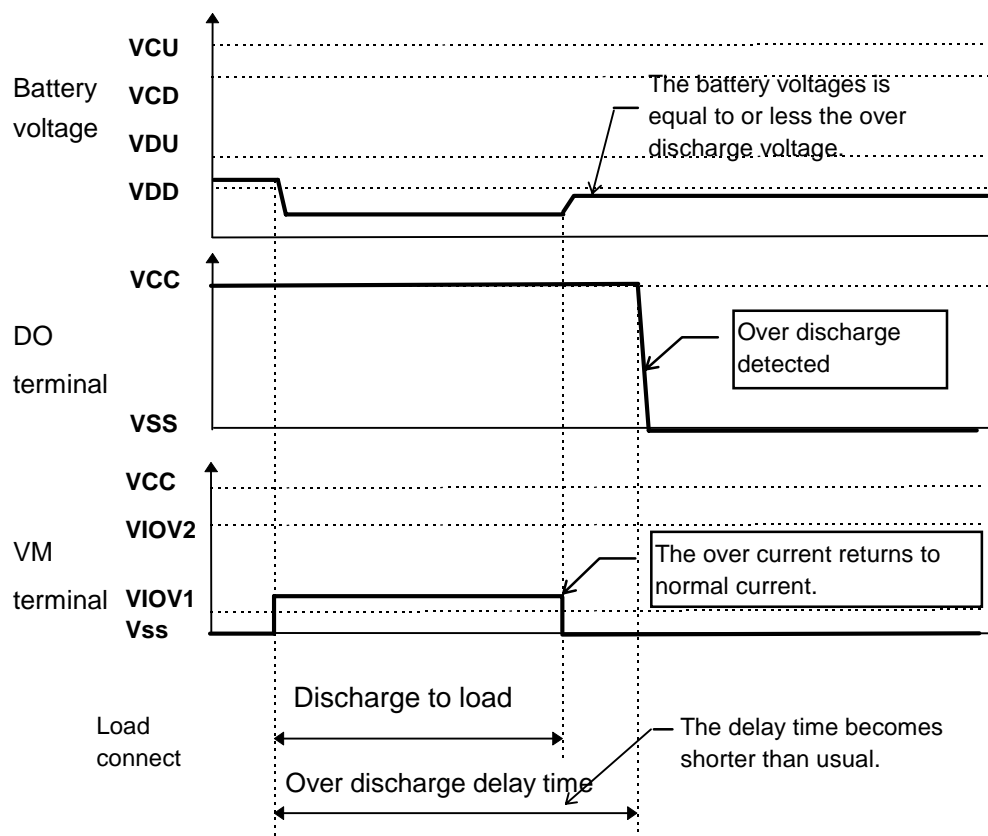 VCU
Battery
voltage
VCD
VDU
VDD
The battery voltages is
equal to or less the over
discharge voltage.
VCC
DO
terminal
VSS
Over discharge
detected
VCC
VIOV2
VM
terminal
VIOV1
Vss
The over current returns to
normal current.
Discharge to load
Load
connect
The delay time becomes
shorter than usual.
Over discharge delay time